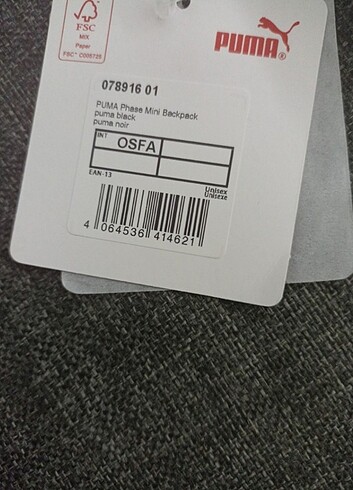 FSC
MIX
Paper
FSC™ C008725
PUMA®
078916 01
PUMA Phase Mini Backpack
puma black
puma noir
INT
OSFA
EAN-13
Unisex
Unisexe
4 064536 414621